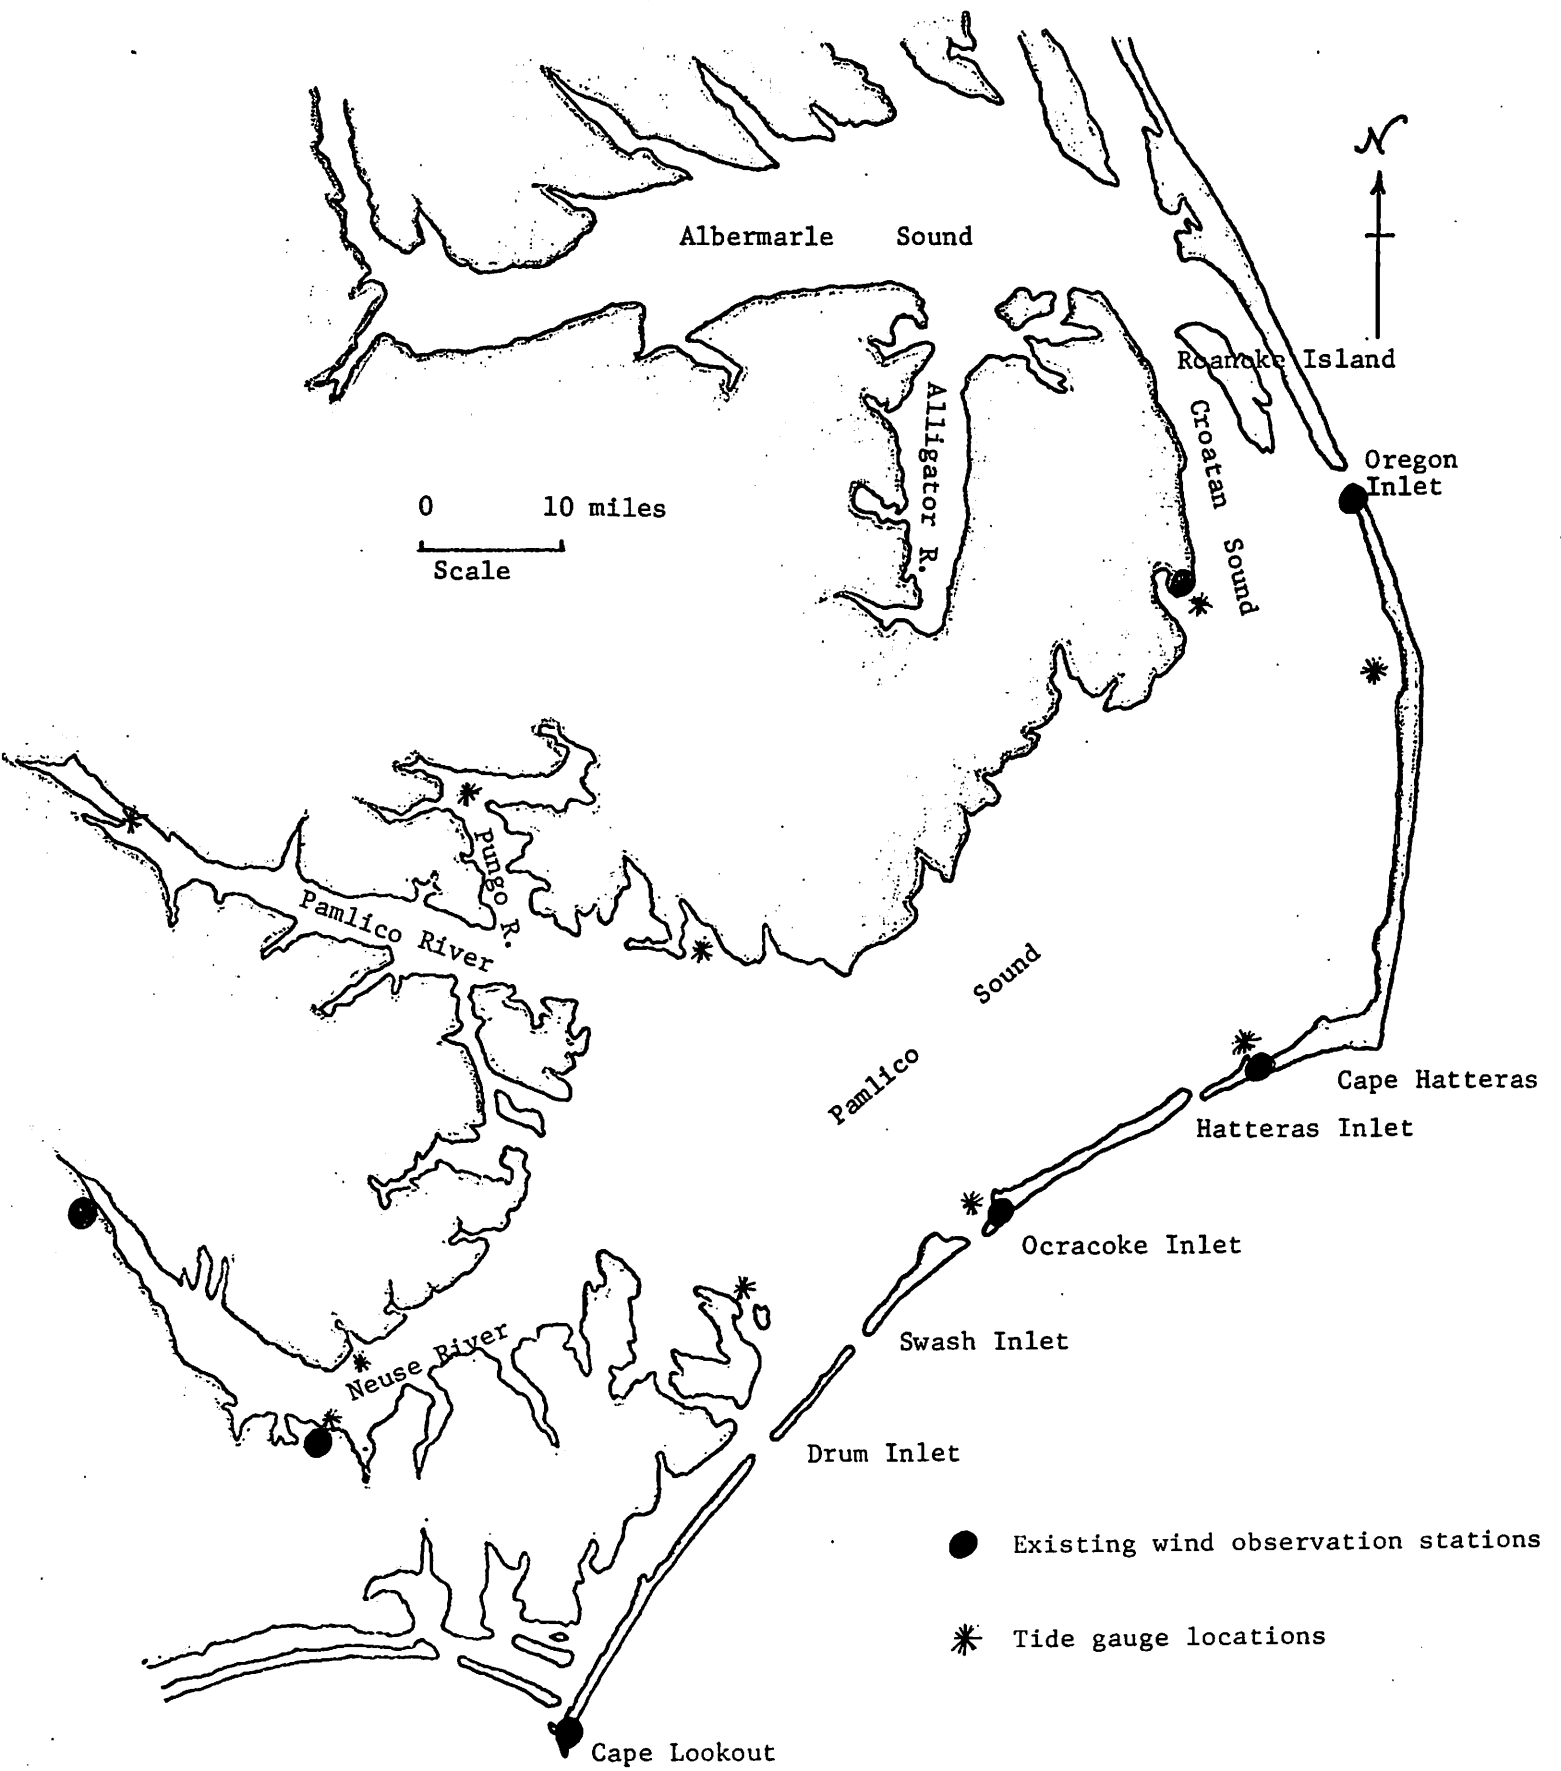 N
Albermarle Sound
Roanoke Island
Alligator R.
Croatan Sound
Oregon
Inlet
0 10 miles
Scale
Pungo R.
Pamlico River
Pamlico Sound
Cape Hatteras
Hatteras Inlet
Ocracoke Inlet
Neuse River
Swash Inlet
Drum Inlet
Existing wind observation stations
Tide gauge locations
Cape Lookout